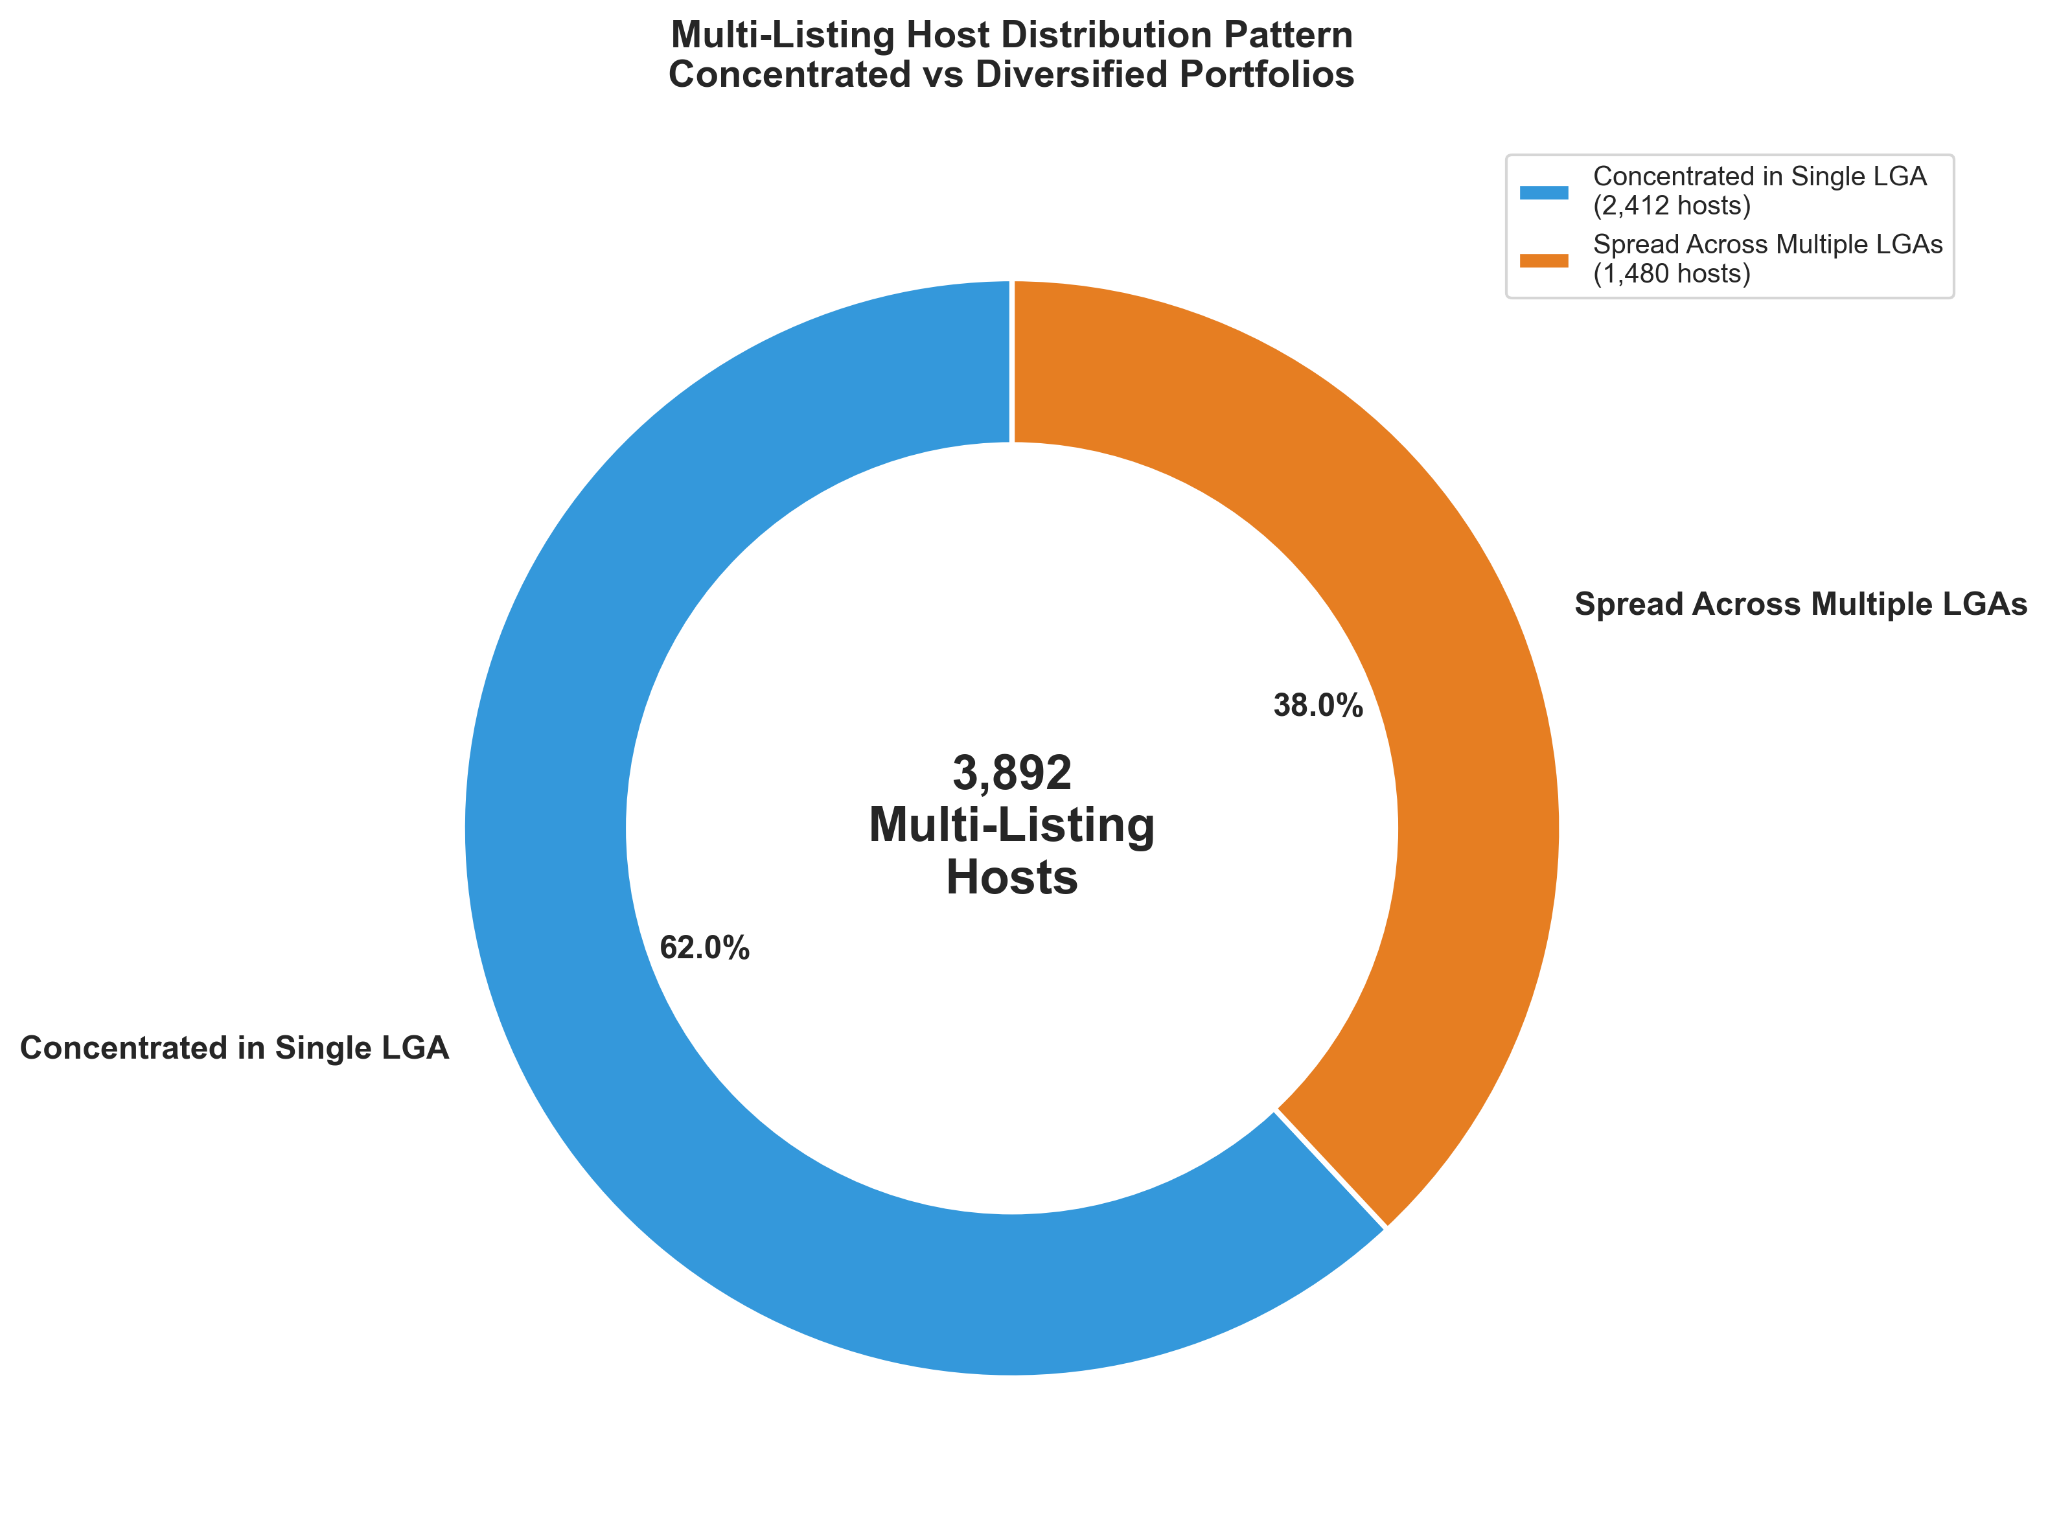 Multi-Listing Host Distribution Pattern
Concentrated vs Diversified Portfolios
Concentrated in Single LGA
(2,412 hosts)
Spread Across Multiple LGAs
(1,480 hosts)
Spread Across Multiple LGAs
38.0%
3,892
Multi-Listing
Hosts
62.0%
Concentrated in Single LGA